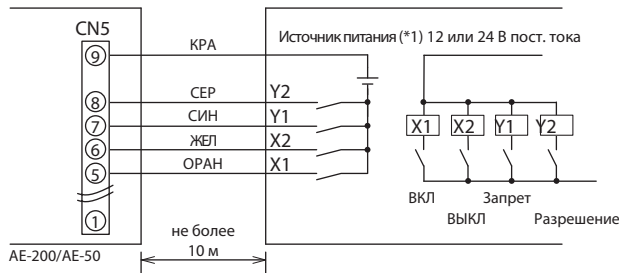 CN5
Источник питания (*1) 12 или 24 В пост. тока
9
КРА
8
СЕР
Y2
7
СИН
Y1
6
ЖЕЛ
X2
5
ОРАН
X1
1
X1 X2 Y1 Y2
ВКЛ
Запрет
ВЫКЛ
Разрешение
не более
10 м
AE-200/AE-50